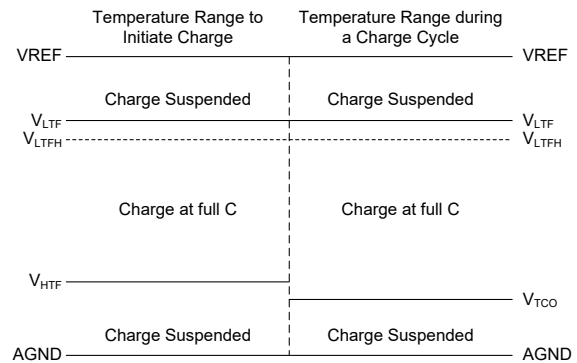 Temperature Range to
Initiate Charge
Temperature Range during
a Charge Cycle
VREF
VREF
Charge Suspended
Charge Suspended
VLTF
VLTF
VLTFH
VLTFH
Charge at full C
Charge at full C
VHTF
VTCO
Charge Suspended
Charge Suspended
AGND
AGND